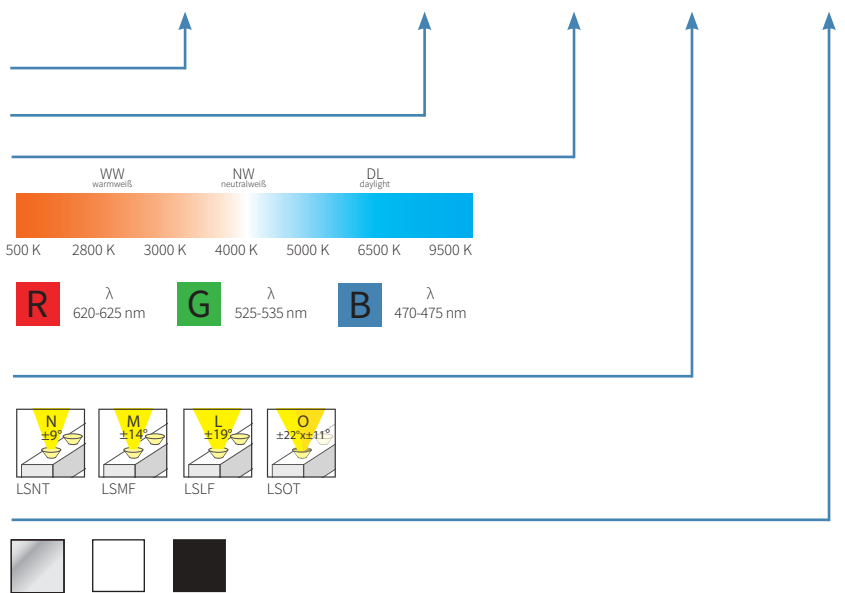 WW NW DL
warmweiß neutralweiß daylight
500 K 2800 K 3000 K 4000 K 5000 K 6500 K 9500 K
R λ G λ B λ
620-625 nm 525-535 nm 470-475 nm
N M L O
±9° ±14° ±19° ±22°x±11°
LSNT LSMF LSLF LSOT